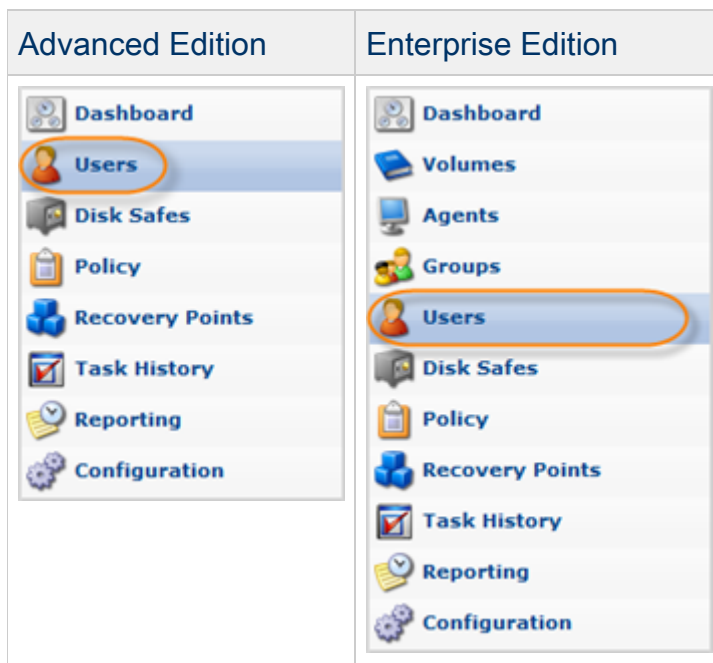 Advanced Edition
Enterprise Edition
Dashboard
Users
Disk Safes
Policy
Recovery Points
Task History
Reporting
Configuration
Dashboard
Volumes
Agents
Groups
Users
Disk Safes
Policy
Recovery Points
Task History
Reporting
Configuration